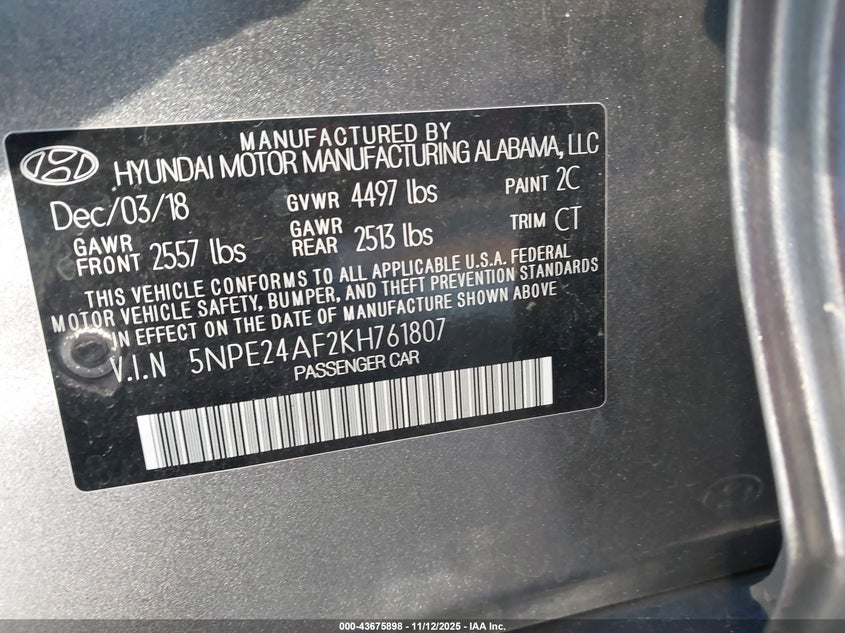 MANUFACTURED BY
HYUNDAI MOTOR MANUFACTURING ALABAMA, LLC
Dec/03/18 GVWR 4497 lbs PAINT 2C
GAWR FRONT 2557 lbs GAWR REAR 2513 lbs TRIM CT
THIS VEHICLE CONFORMS TO ALL APPLICABLE U.S.A. FEDERAL
MOTOR VEHICLE SAFETY, BUMPER, AND THEFT PREVENTION STANDARDS
IN EFFECT ON THE DATE OF MANUFACTURE SHOWN ABOVE
V.I.N 5NPE24AF2KH761807
PASSENGER CAR
000-43675898 - 11/12/2025 - IAA Inc.